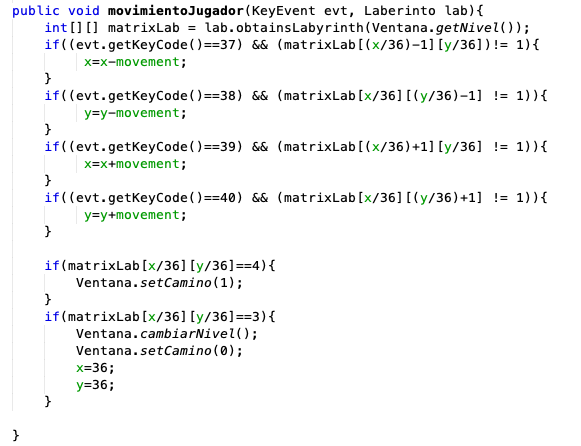 public void movimientoJugador(KeyEvent evt, Laberinto lab){
    int[][] matrixLab = lab.obtainsLabyrinth(Ventana.getNivel());
    if((evt.getKeyCode()==37) && (matrixLab[(x/36)-1][y/36])!= 1){
        x=x-movement;
    }
    if((evt.getKeyCode()==38) && (matrixLab[x/36][(y/36)-1] != 1)){
        y=y-movement;
    }
    if((evt.getKeyCode()==39) && (matrixLab[(x/36)+1][y/36] != 1)){
        x=x+movement;
    }
    if((evt.getKeyCode()==40) && (matrixLab[x/36][(y/36)+1] != 1)){
        y=y+movement;
    }

    if(matrixLab[x/36][y/36]==4){
        Ventana.setCamino(1);
    }
    if(matrixLab[x/36][y/36]==3){
        Ventana.cambiarNivel();
        Ventana.setCamino(0);
        x=36;
        y=36;
    }

}